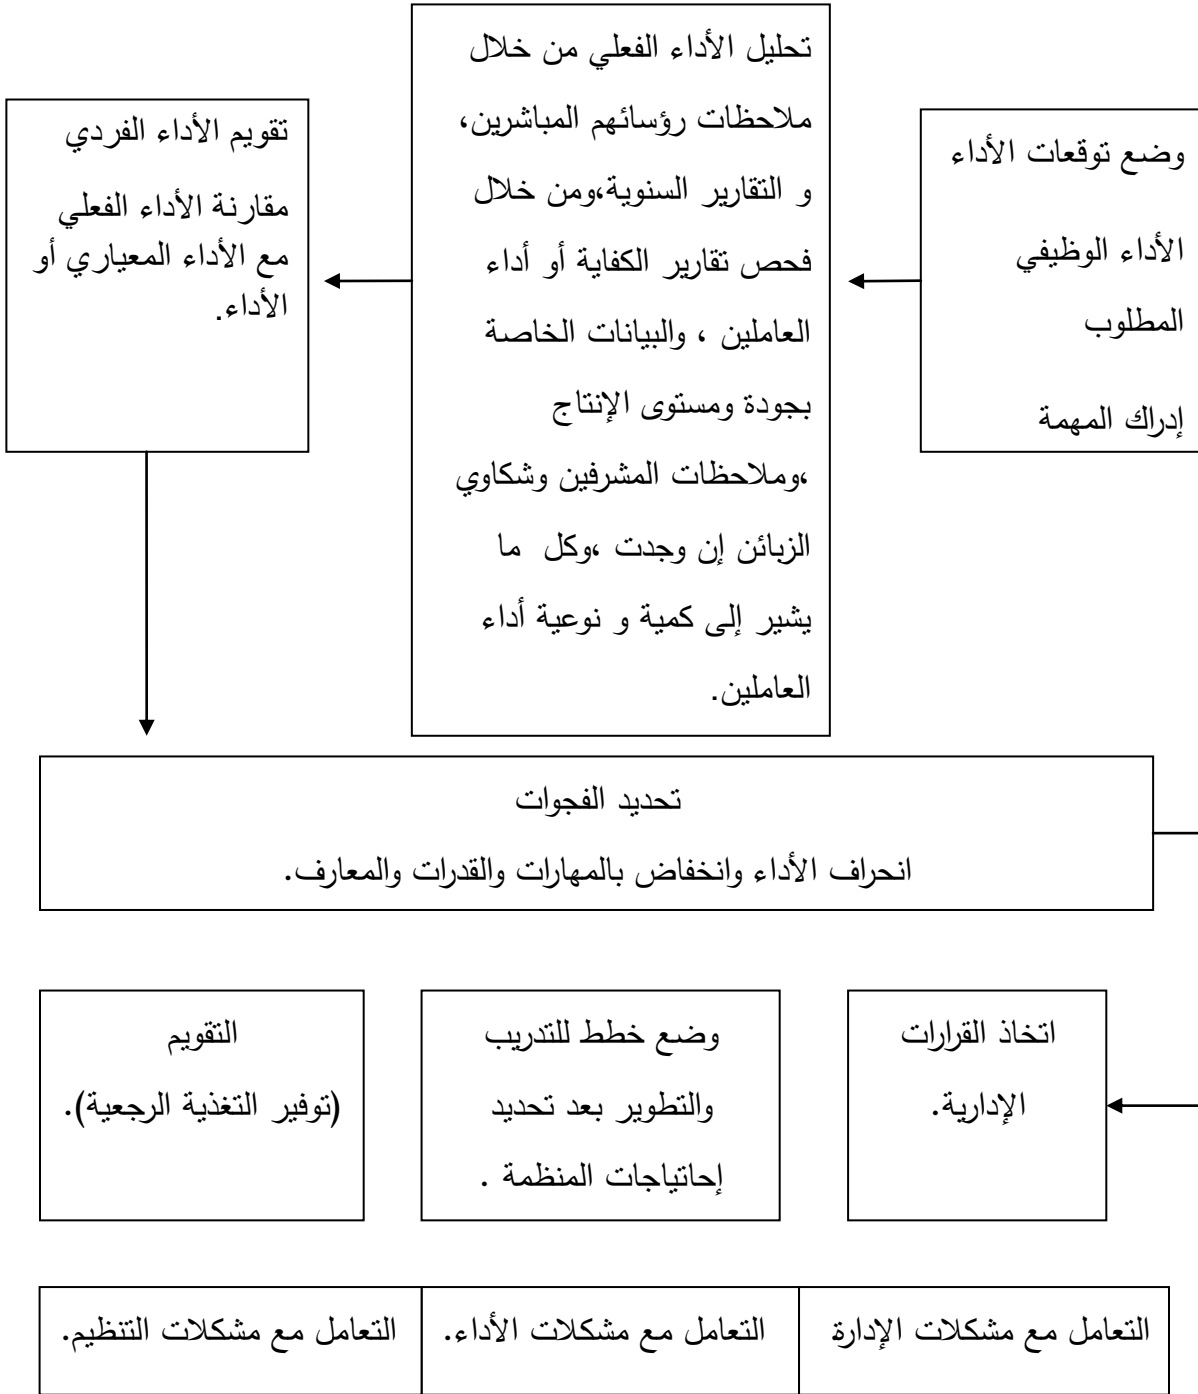 وضع توقعات الأداء
الأداء الوظيفي
المطلوب
إدراك المهمة
تحليل الأداء الفعلي من خلال
ملاحظات رؤسائهم المباشرين،
و التقارير السنوية،ومن خلال
فحص تقارير الكفاية أو أداء
العاملين ، والبيانات الخاصة
بجودة ومستوى الإنتاج
،وملاحظات المشرفين وشكاوي
الزبائن إن وجدت ،وكل ما
يشير إلى كمية و نوعية أداء
العاملين.
تقويم الأداء الفردي
مقارنة الأداء الفعلي
مع الأداء المعياري أو
الأداء.
تحديد الفجوات
انحراف الأداء وانخفاض بالمهارات والقدرات والمعارف.
اتخاذ القرارات
الإدارية.
وضع خطط للتدريب
والتطوير بعد تحديد
إحاتياجات المنظمة .
التقويم
(توفير التغذية الرجعية).
التعامل مع مشكلات الإدارة
التعامل مع مشكلات الأداء.
التعامل مع مشكلات التنظيم.